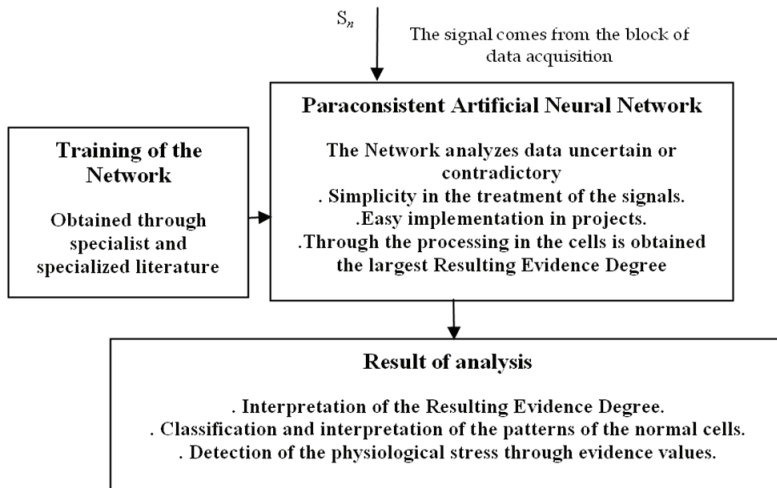 Sn
The signal comes from the block of
data acquisition
Paraconsistent Artificial Neural Network
The Network analyzes data uncertain or
contradictory
. Simplicity in the treatment of the signals.
.Easy implementation in projects.
.Through the processing in the cells is obtained
the largest Resulting Evidence Degree
Training of the
Network
Obtained through
specialist and
specialized literature
Result of analysis
. Interpretation of the Resulting Evidence Degree.
. Classification and interpretation of the patterns of the normal cells.
. Detection of the physiological stress through evidence values.